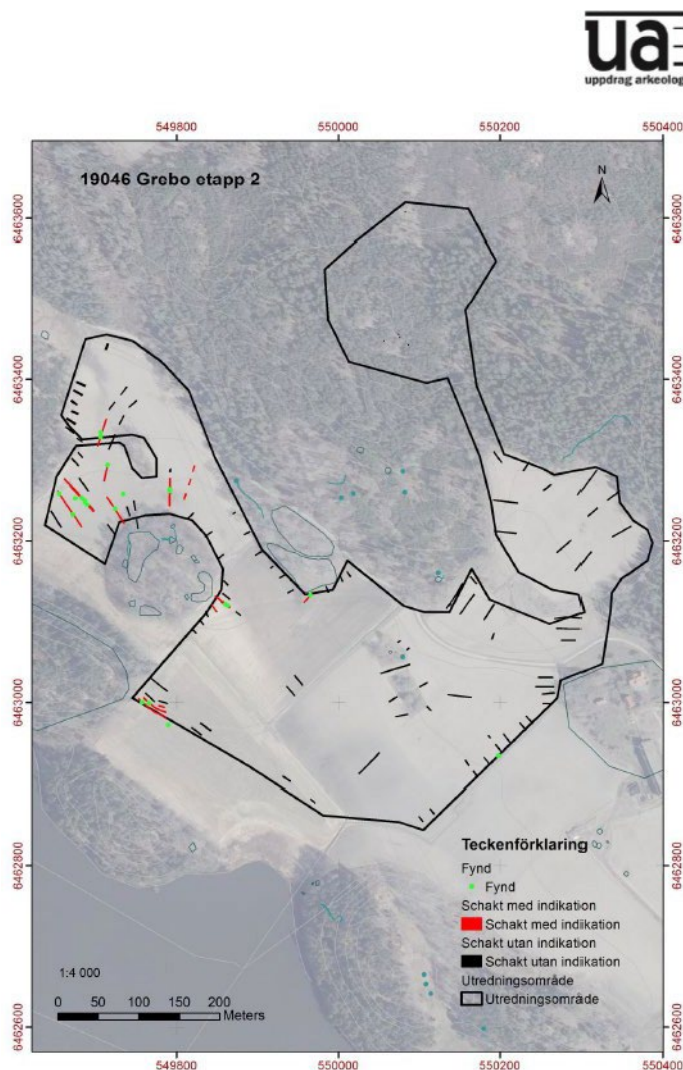 ua
uppdrag arkeolog
549800 550000 550200 550400
19046 Grebo etapp 2
N
6463600 6463600
6463400 6463400
6463200 6463200
6463000 6463000
6462800 6462800
6462600 6462600
Teckenförklaring
Fynd
Fynd
Schakt med indikation
Schakt med indikation
Schakt utan indikation
Schakt utan indikation
Utredningsområde
Utredningsområde
1:4 000
0 50 100 150 200
Meters
549800 550000 550200 550400